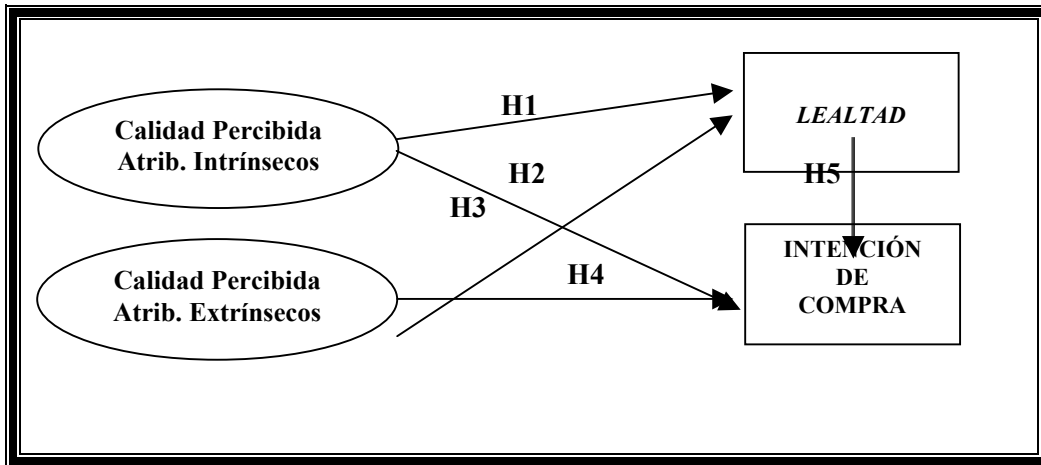 Calidad Percibida
Atrib. Intrínsecos
H1
LEALTAD
H2
H3
H5
Calidad Percibida
Atrib. Extrínsecos
H4
INTENCIÓN
DE
COMPRA